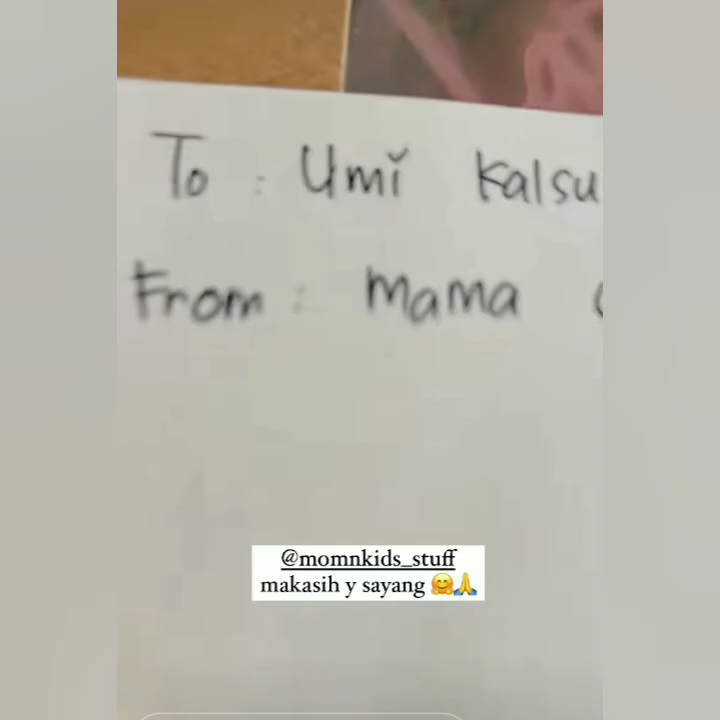 To : Umi Kalsu
From : Mama
@momnkids_stuff
makasih y sayang 🤗🙏